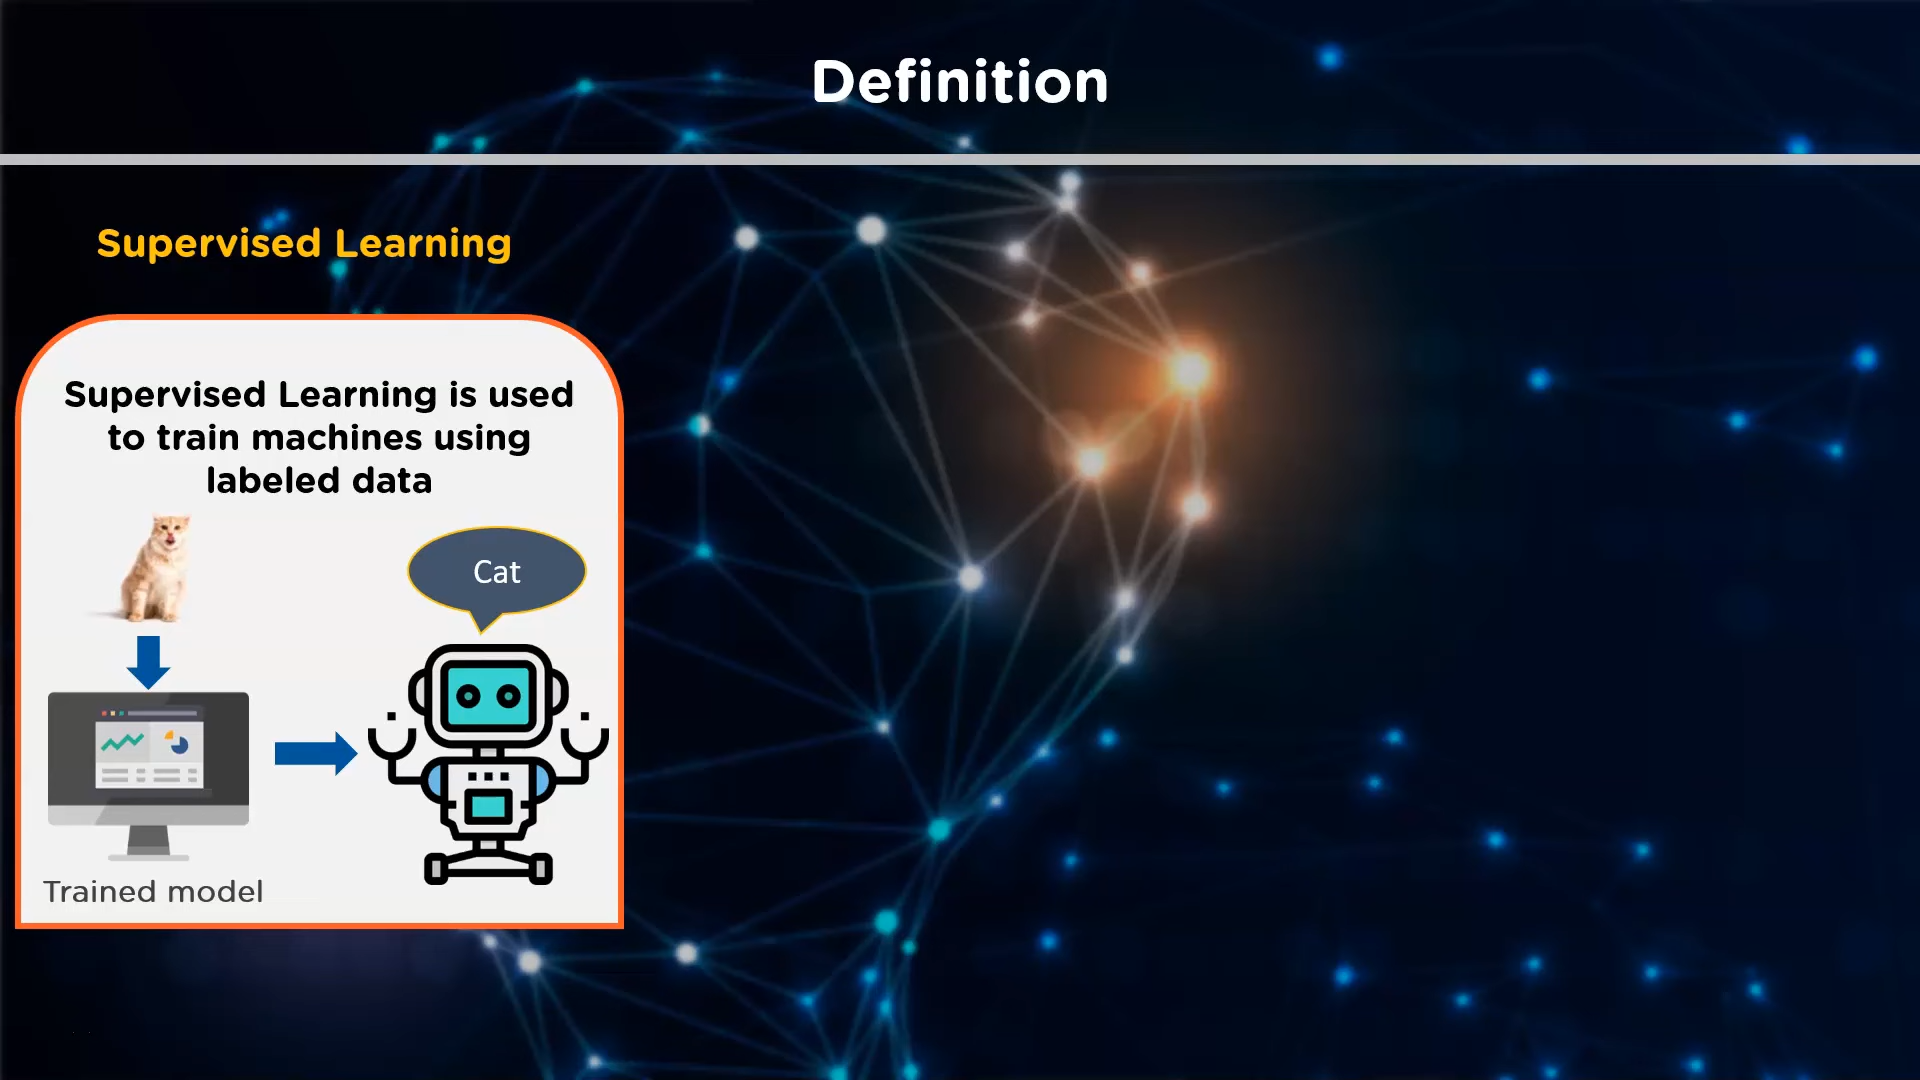 Definition
Supervised Learning
Supervised Learning is used
to train machines using
labeled data
Cat
Trained model